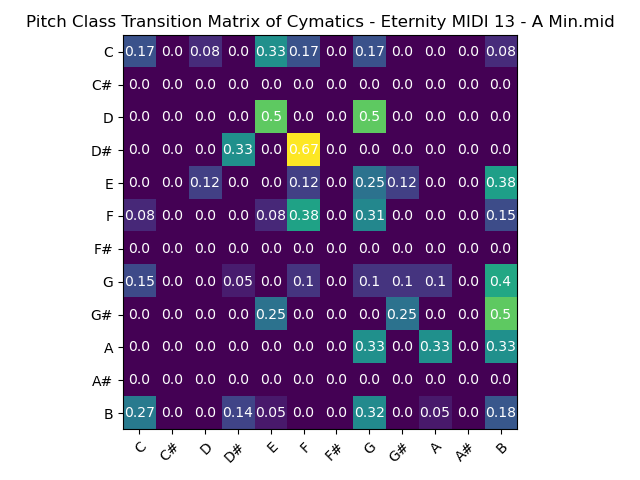 Pitch Class Transition Matrix of Cymatics - Eternity MIDI 13 - A Min.mid
C 0.17 0.0 0.08 0.0 0.33 0.17 0.0 0.17 0.0 0.0 0.0 0.08
C# 0.0 0.0 0.0 0.0 0.0 0.0 0.0 0.0 0.0 0.0 0.0 0.0
D 0.0 0.0 0.0 0.0 0.5 0.0 0.0 0.5 0.0 0.0 0.0 0.0
D# 0.0 0.0 0.0 0.33 0.0 0.67 0.0 0.0 0.0 0.0 0.0 0.0
E 0.0 0.0 0.12 0.0 0.0 0.12 0.0 0.25 0.12 0.0 0.0 0.38
F 0.08 0.0 0.0 0.0 0.08 0.38 0.0 0.31 0.0 0.0 0.0 0.15
F# 0.0 0.0 0.0 0.0 0.0 0.0 0.0 0.0 0.0 0.0 0.0 0.0
G 0.15 0.0 0.0 0.05 0.0 0.1 0.0 0.1 0.1 0.1 0.0 0.4
G# 0.0 0.0 0.0 0.0 0.25 0.0 0.0 0.0 0.25 0.0 0.0 0.5
A 0.0 0.0 0.0 0.0 0.0 0.0 0.0 0.33 0.0 0.33 0.0 0.33
A# 0.0 0.0 0.0 0.0 0.0 0.0 0.0 0.0 0.0 0.0 0.0 0.0
B 0.27 0.0 0.0 0.14 0.05 0.0 0.0 0.32 0.0 0.05 0.0 0.18
C C# D D# E F F# G G# A A# B